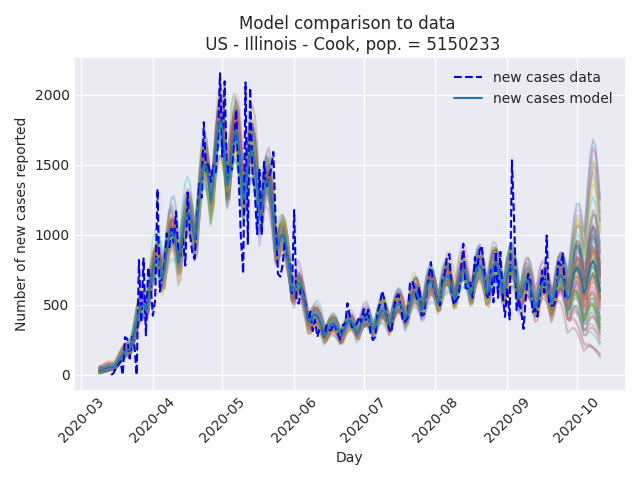 Model comparison to data
US - Illinois - Cook, pop. = 5150233
new cases data
new cases model
Number of new cases reported
2000
1500
1000
500
0
2020-03
2020-04
2020-05
2020-06
2020-07
2020-08
2020-09
2020-10
Day